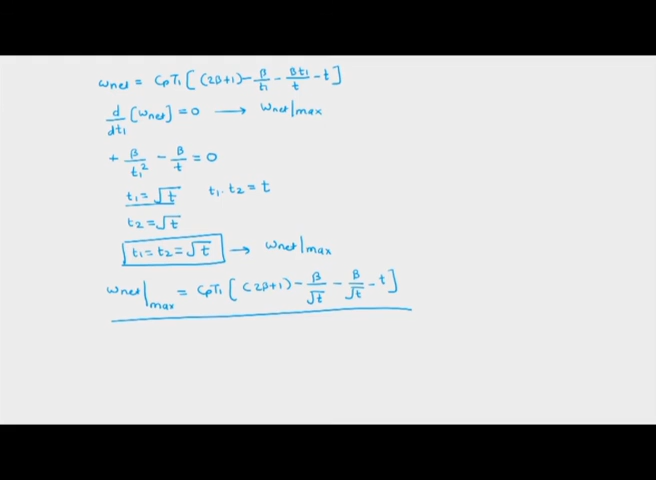 Wnet = CpT₁[(2β+1) - β/t₁ - βt₁/t - t]
d/dt₁ [Wnet] = 0 → Wnet|max
+ β/t₁² - β/t = 0
t₁ = √t t₁.t₂ = t
t₂ = √t
t₁ = t₂ = √t → Wnet|max
Wnet|max = CpT₁[(2β+1) - β/√t - β/√t - t]